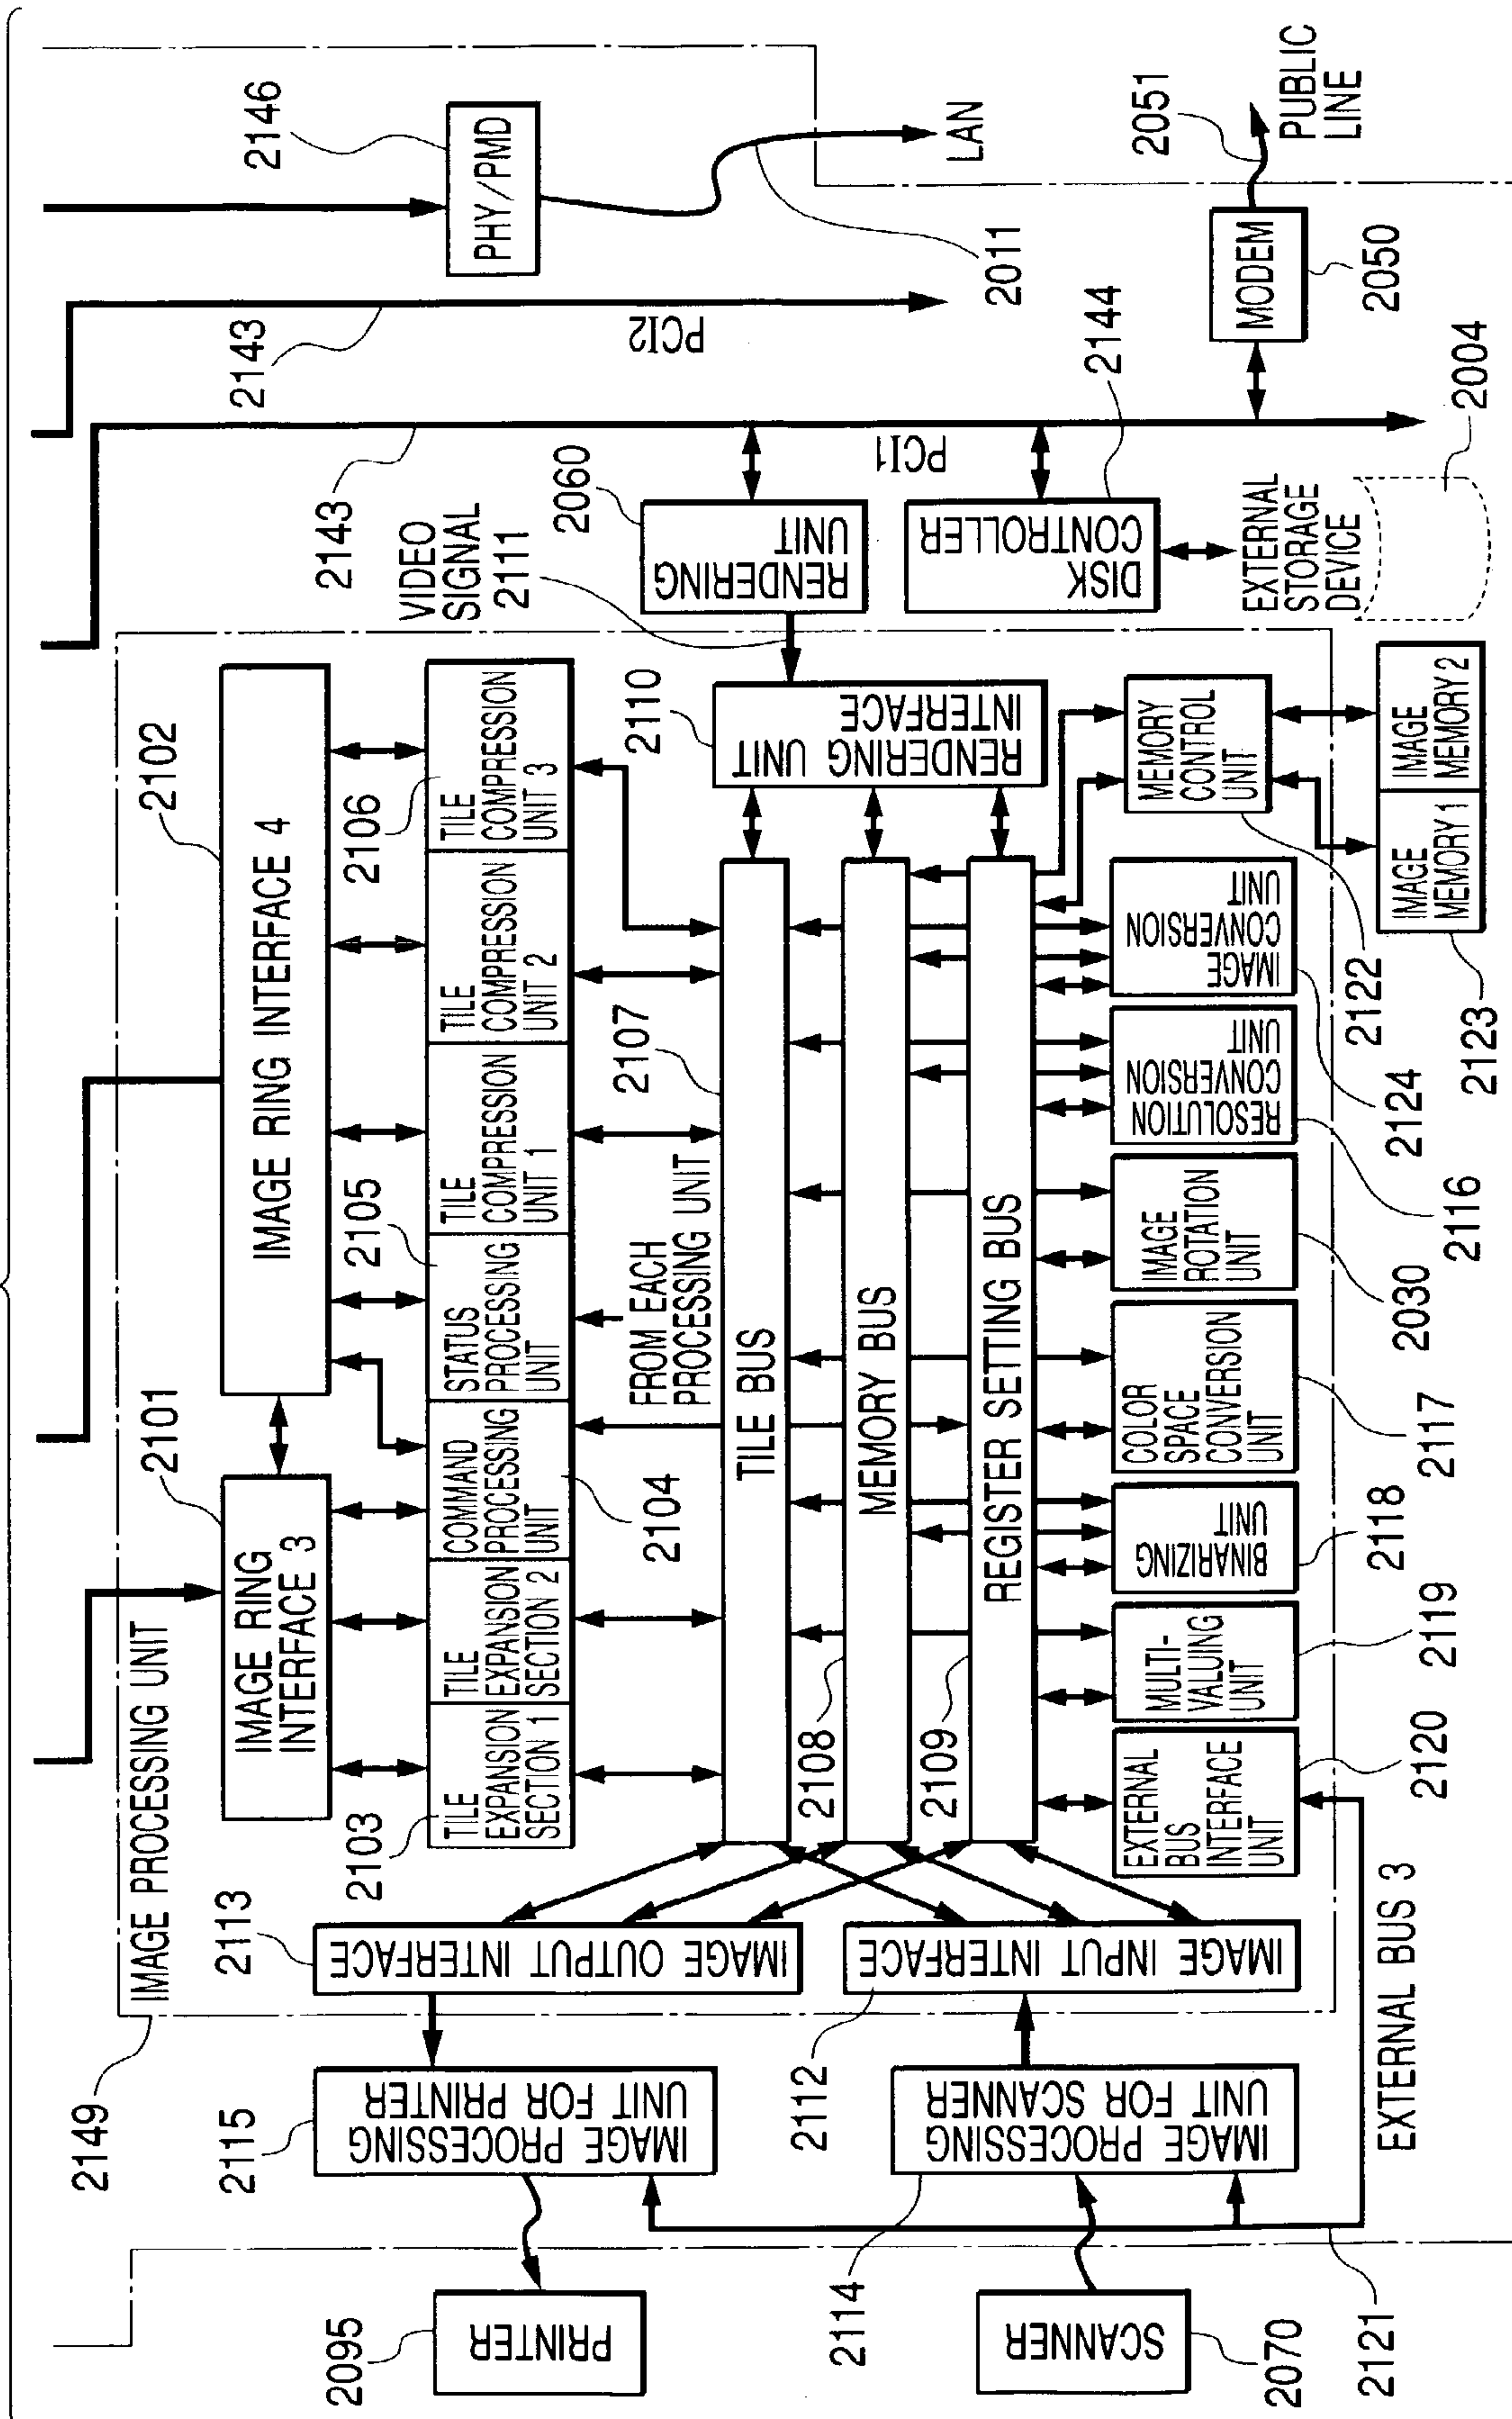 IMAGE PROCESSING UNIT
2149
2101
IMAGE RING
INTERFACE 3
2102
IMAGE RING INTERFACE 4
2103
TILE
EXPANSION
SECTION 1
TILE
EXPANSION
SECTION 2
COMMAND
PROCESSING
UNIT
2104
STATUS
PROCESSING
UNIT
2105
TILE
COMPRESSION
UNIT 1
TILE
COMPRESSION
UNIT 2
TILE
COMPRESSION
UNIT 3
2106
FROM EACH
PROCESSING UNIT
TILE BUS
2107
MEMORY BUS
2108
REGISTER SETTING BUS
2109
RENDERING UNIT
INTERFACE
2110
VIDEO
SIGNAL
2111
RENDERING
UNIT
2060
2143
PCI1
2143
PCI2
PHY/PMD
2146
2011
LAN
DISK
CONTROLLER
2144
EXTERNAL
STORAGE
DEVICE
2004
MODEM
2050
2051
PUBLIC
LINE
2113
IMAGE OUTPUT INTERFACE
IMAGE INPUT INTERFACE
2112
2115
IMAGE PROCESSING
UNIT FOR PRINTER
IMAGE PROCESSING
UNIT FOR SCANNER
2114
2095
PRINTER
SCANNER
2070
2121
EXTERNAL BUS 3
EXTERNAL
BUS
INTERFACE
UNIT
2120
MULTI-
VALUING
UNIT
2119
BINARIZING
UNIT
2118
COLOR
SPACE
CONVERSION
UNIT
2117
IMAGE
ROTATION
UNIT
2030
RESOLUTION
CONVERSION
UNIT
2116
IMAGE
CONVERSION
UNIT
2124
MEMORY
CONTROL
UNIT
2122
IMAGE
MEMORY 1
IMAGE
MEMORY 2
2123